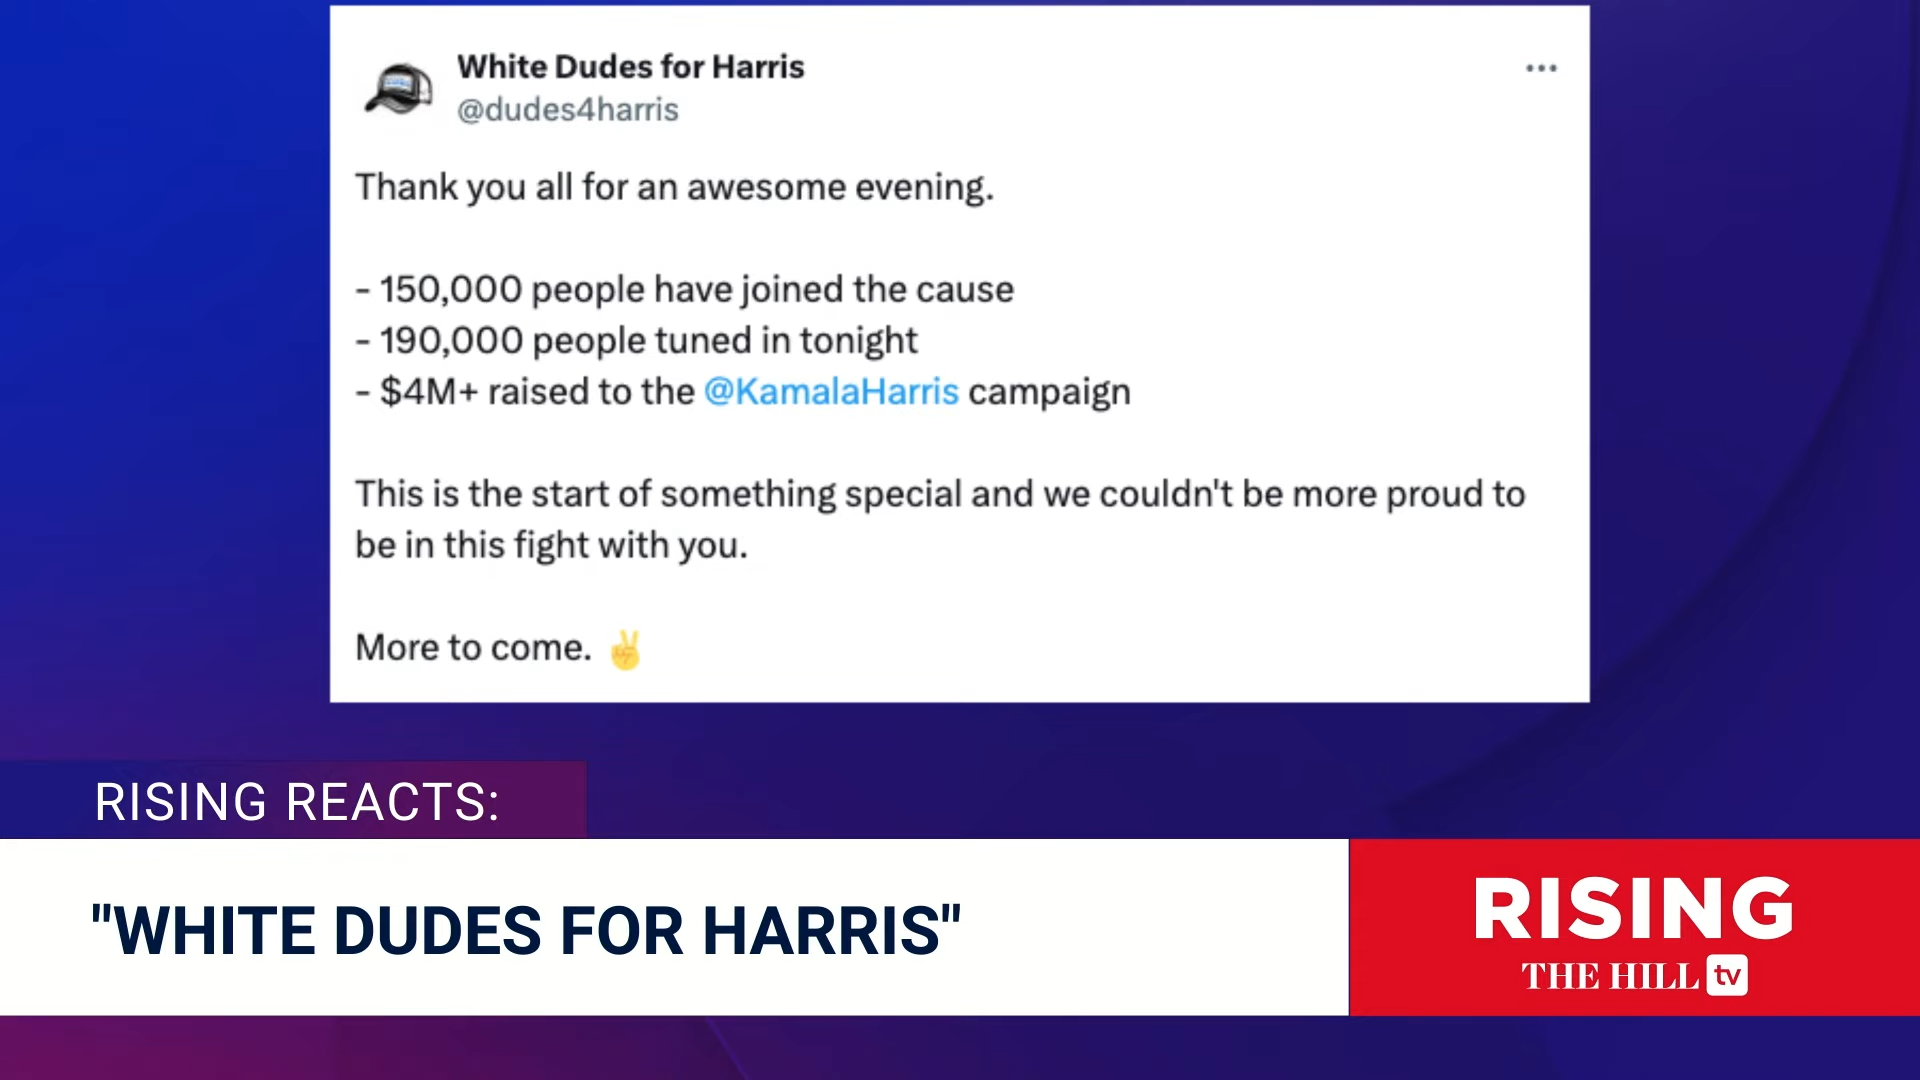 White Dudes for Harris
@dudes4harris
Thank you all for an awesome evening.
- 150,000 people have joined the cause
- 190,000 people tuned in tonight
- $4M+ raised to the @KamalaHarris campaign
This is the start of something special and we couldn't be more proud to
be in this fight with you.
More to come. ✌️
RISING REACTS:
"WHITE DUDES FOR HARRIS"
RISING
THE HILL tv